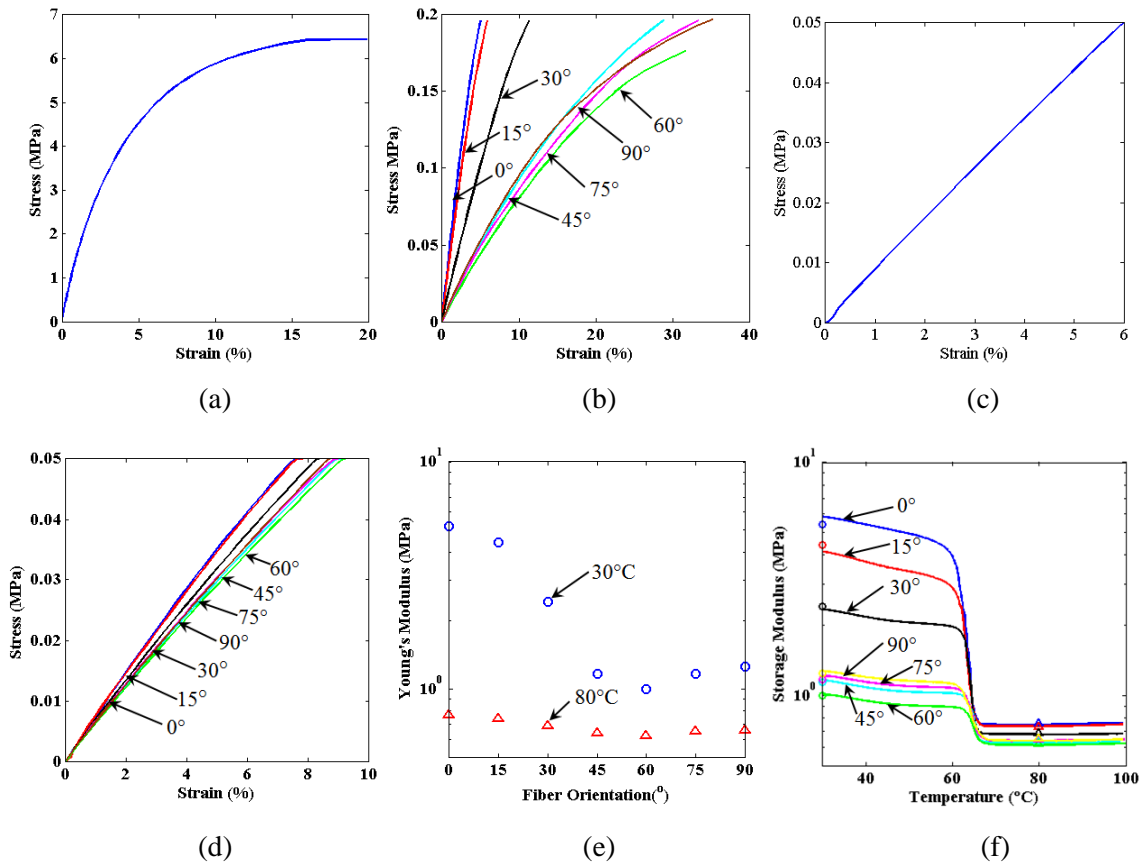 7
6
5
4
3
2
1
0
Stress (MPa)
0 5 10 15 20
Strain (%)
(a)
0.2
0.15
0.1
0.05
0
Stress MPa
30°
15°
0°
60°
90°
75°
45°
0 10 20 30 40
Strain (%)
(b)
0.05
0.04
0.03
0.02
0.01
0
Stress (MPa)
0 1 2 3 4 5 6
Strain (%)
(c)
0.05
0.04
0.03
0.02
0.01
0
Stress (MPa)
60°
45°
75°
90°
30°
15°
0°
0 2 4 6 8 10
Strain (%)
(d)
10¹
10⁰
Young's Modulus (MPa)
30°C
80°C
0 15 30 45 60 75 90
Fiber Orientation(°)
(e)
10¹
10⁰
Storage Modulus (MPa)
0°
15°
30°
90°
75°
45°
60°
40 60 80 100
Temperature (°C)
(f)